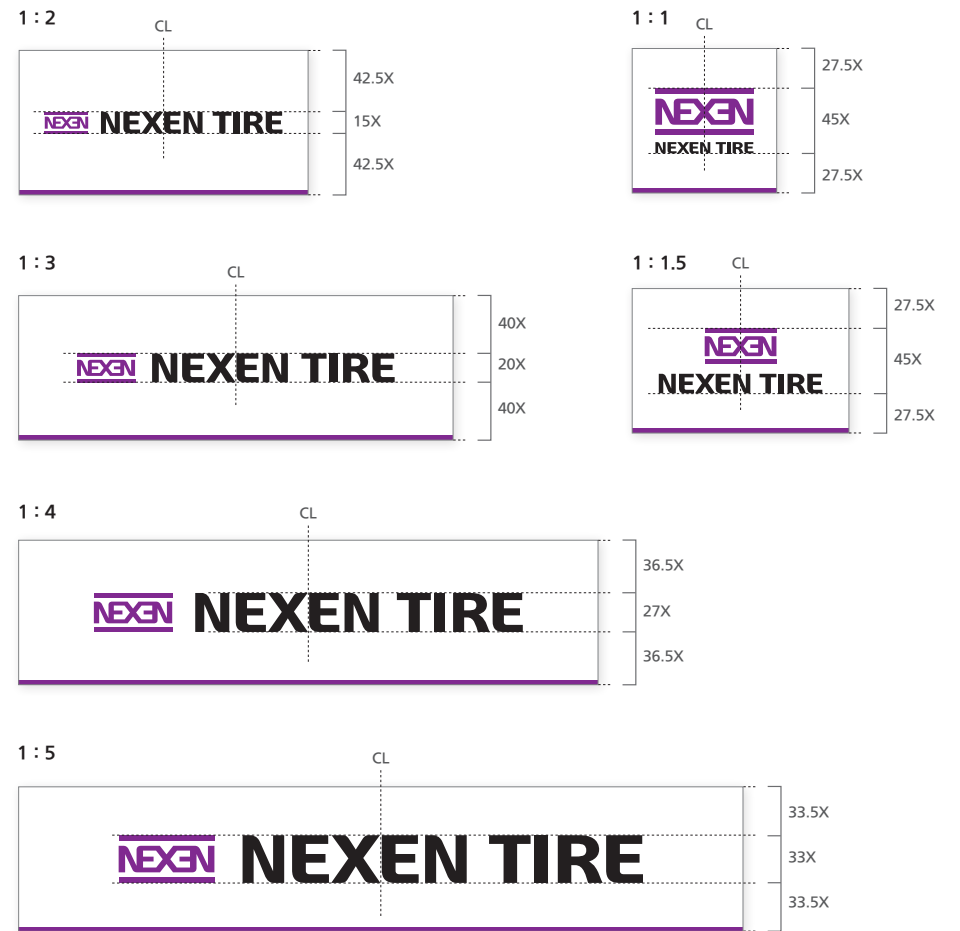 1 : 2
CL
42.5X
NEXEN NEXEN TIRE
15X
42.5X
1 : 1
CL
27.5X
NEXEN
45X
NEXEN TIRE
27.5X
1 : 3
CL
40X
NEXEN NEXEN TIRE
20X
40X
1 : 1.5
CL
27.5X
NEXEN
45X
NEXEN TIRE
27.5X
1 : 4
CL
36.5X
NEXEN NEXEN TIRE
27X
36.5X
1 : 5
CL
33.5X
NEXEN NEXEN TIRE
33X
33.5X